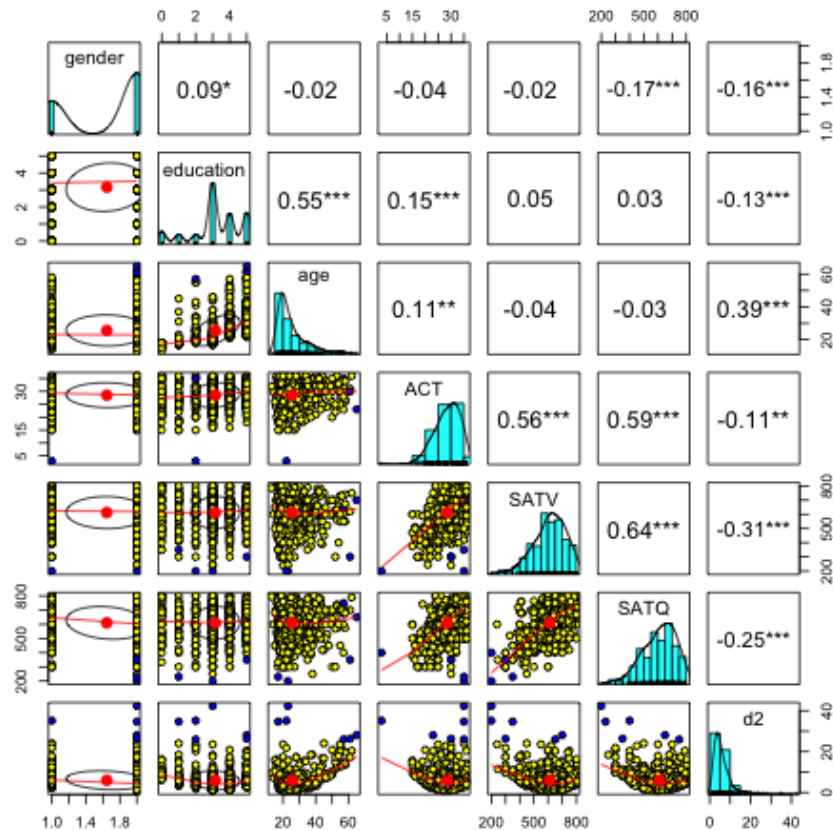 0 2 4 5 15 30 200 500 800
gender 0.09* -0.02 -0.04 -0.02 -0.17*** -0.16*** 1.0 1.4 1.8
0 2 4 education 0.55*** 0.15*** 0.05 0.03 -0.13***
age 0.11** -0.04 -0.03 0.39*** 20 40 60
5 15 30 ACT 0.56*** 0.59*** -0.11**
SATV 0.64*** -0.31*** 200 500 800
200 500 800 SATQ -0.25***
d2 0 20 40
1.0 1.4 1.8 20 40 60 200 500 800 0 10 20 30 40